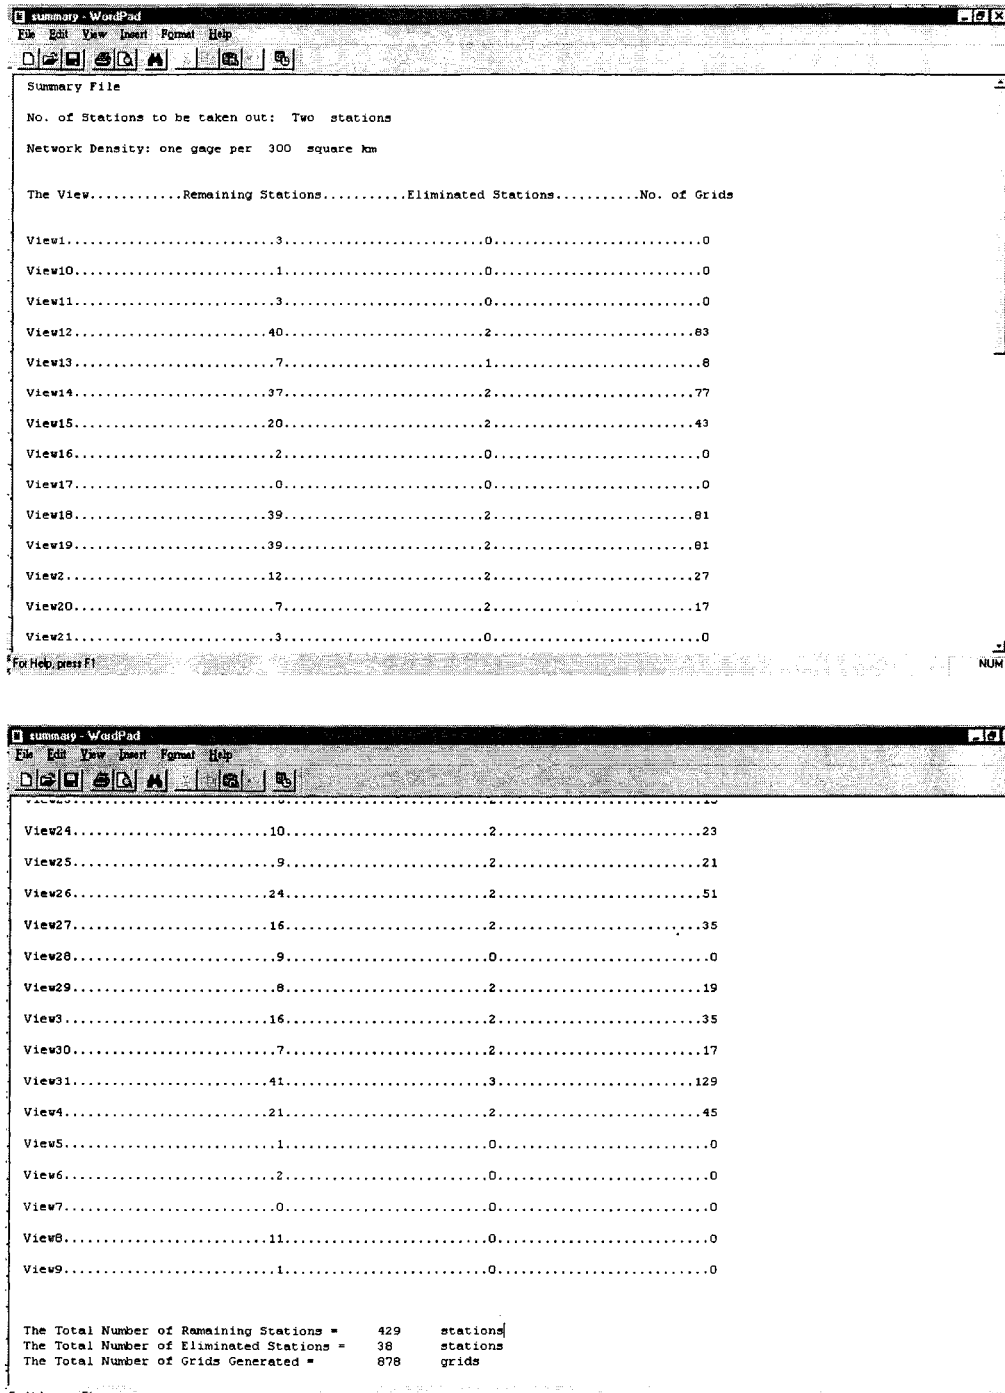 summary - WordPad
File Edit View Insert Format Help
Summary File
No. of Stations to be taken out: Two stations
Network Density: one gage per 300 square km
The View............Remaining Stations...........Eliminated Stations...........No. of Grids
View1..........................3..........................0...........................0
View10.........................1..........................0...........................0
View11.........................3..........................0...........................0
View12........................40..........................2..........................83
View13.........................7..........................1...........................8
View14........................37..........................2..........................77
View15........................20..........................2..........................43
View16.........................2..........................0...........................0
View17.........................0..........................0...........................0
View18........................39..........................2..........................81
View19........................39..........................2..........................81
View2.........................12..........................2..........................27
View20.........................7..........................2..........................17
View21.........................3..........................0...........................0
For Help, press F1
NUM
summary - WordPad
File Edit View Insert Format Help
View24........................10..........................2..........................23
View25.........................9..........................2..........................21
View26........................24..........................2..........................51
View27........................16..........................2..........................35
View28.........................9..........................0...........................0
View29.........................8..........................2..........................19
View3.........................16..........................2..........................35
View30.........................7..........................2..........................17
View31........................41..........................3.........................129
View4.........................21..........................2..........................45
View5..........................1..........................0...........................0
View6..........................2..........................0...........................0
View7..........................0..........................0...........................0
View8.........................11..........................0...........................0
View9..........................1..........................0...........................0
The Total Number of Ramaining Stations = 429 stations
The Total Number of Eliminated Stations = 38 stations
The Total Number of Grids Generated = 878 grids